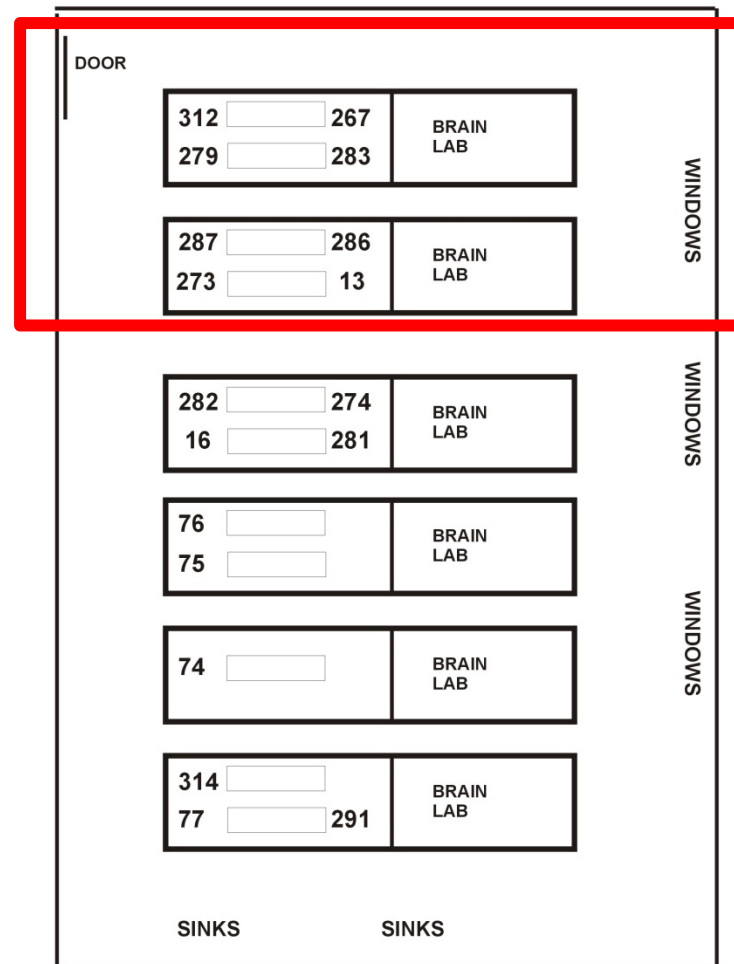 DOOR
312 267 BRAIN
279 283 LAB
287 286 BRAIN
273 13 LAB
WINDOWS
282 274 BRAIN
16 281 LAB
WINDOWS
76 BRAIN
75 LAB
74 BRAIN
LAB
WINDOWS
314 BRAIN
77 291 LAB
SINKS SINKS